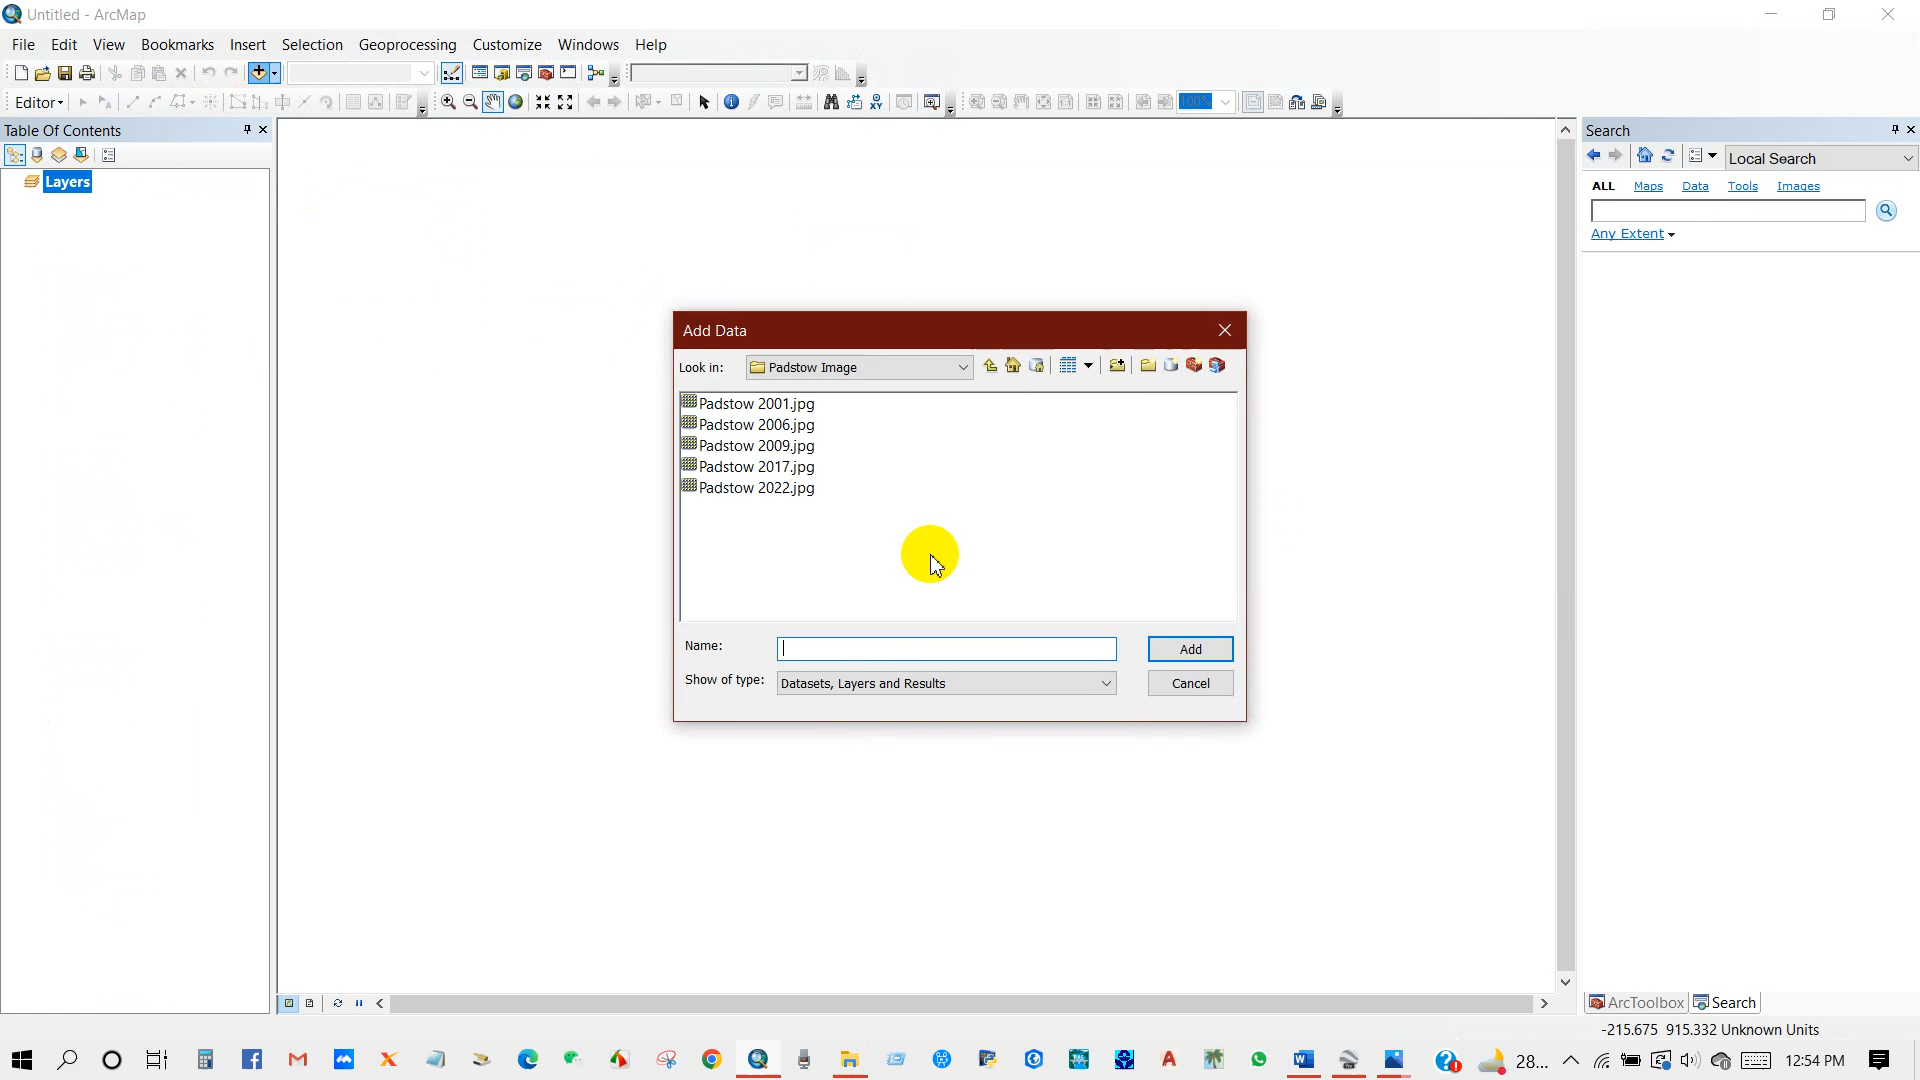 Untitled - ArcMap
File Edit View Bookmarks Insert Selection Geoprocessing Customize Windows Help
Editor
100%
Table Of Contents
Layers
Search
Local Search
ALL Maps Data Tools Images
Any Extent
Add Data
Look in: Padstow Image
Padstow 2001.jpg
Padstow 2006.jpg
Padstow 2009.jpg
Padstow 2017.jpg
Padstow 2022.jpg
Name:
Add
Show of type: Datasets, Layers and Results
Cancel
ArcToolbox Search
-215.675 915.332 Unknown Units
28... 12:54 PM